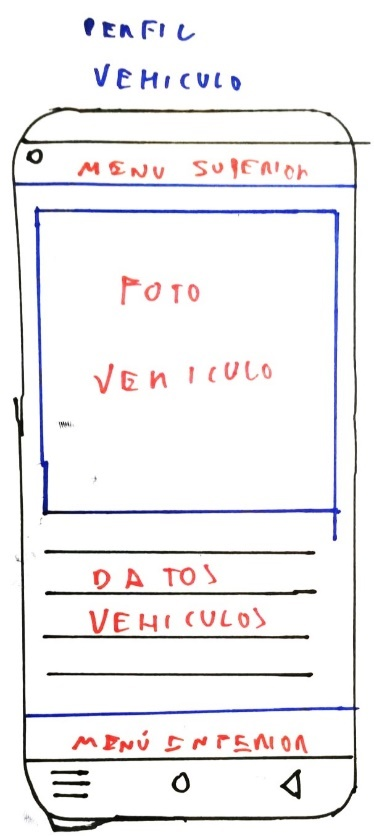 PERFIL
VEHICULO
MENU SUPERIOR
FOTO
VEHICULO
DATOS
VEHICULOS
MENÚ INFERIOR